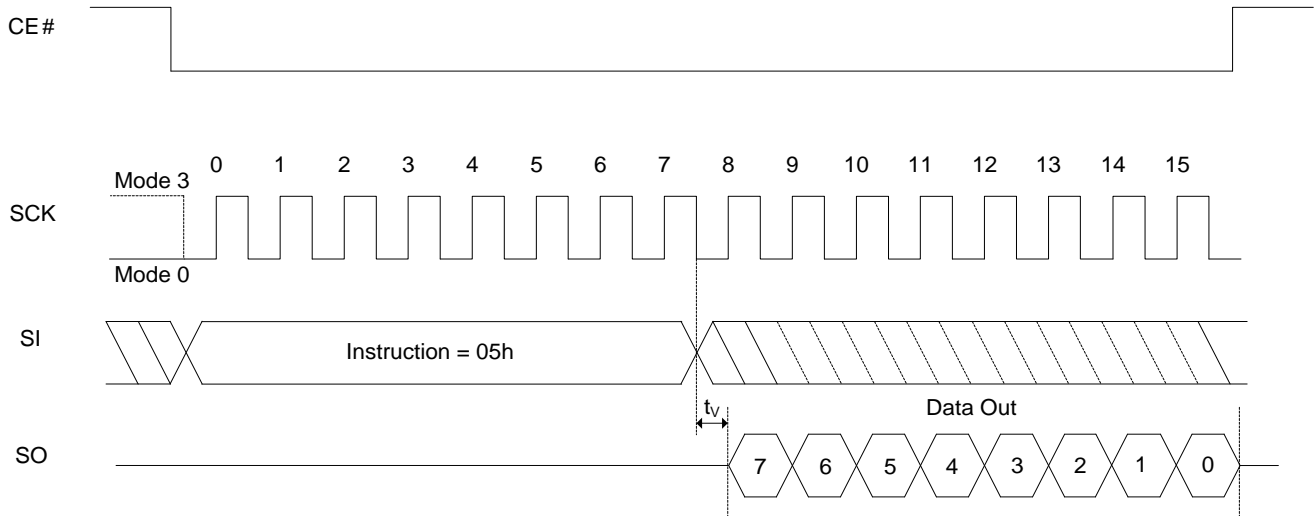 CE#
0 1 2 3 4 5 6 7 8 9 10 11 12 13 14 15
Mode 3
SCK
Mode 0
SI
Instruction = 05h
tV
Data Out
SO
7 6 5 4 3 2 1 0